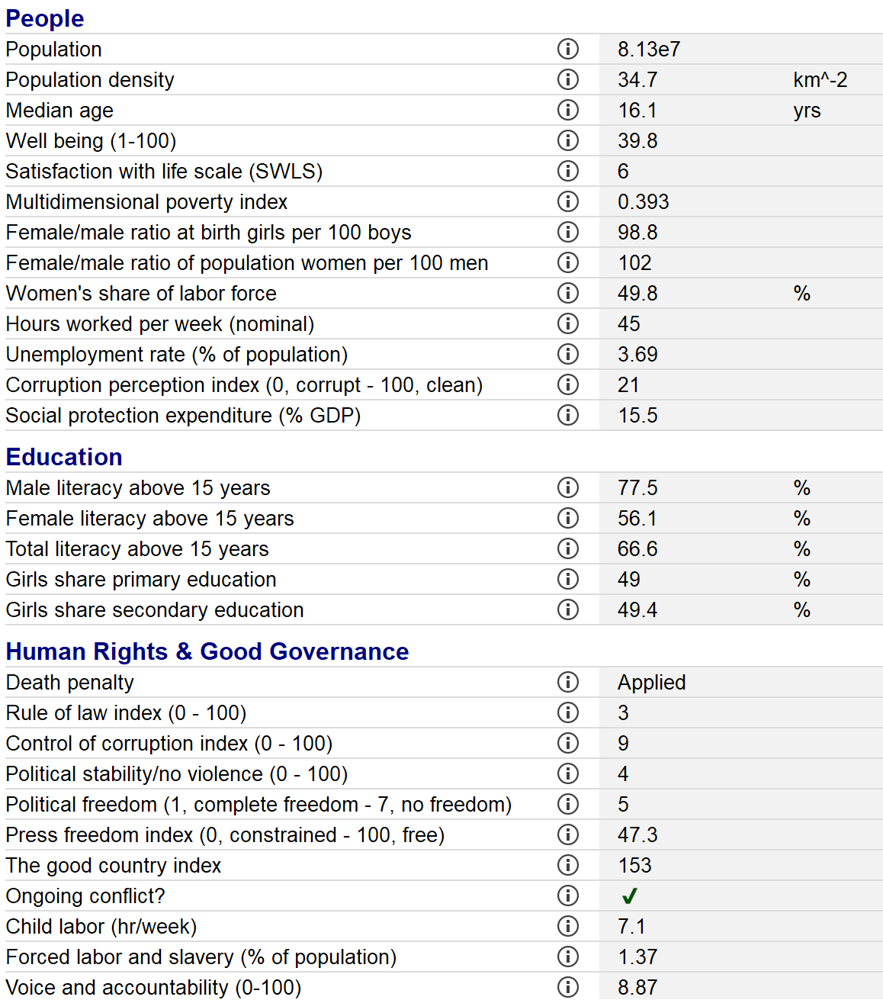 People
Population ⓘ 8.13e7
Population density ⓘ 34.7 km^-2
Median age ⓘ 16.1 yrs
Well being (1-100) ⓘ 39.8
Satisfaction with life scale (SWLS) ⓘ 6
Multidimensional poverty index ⓘ 0.393
Female/male ratio at birth girls per 100 boys ⓘ 98.8
Female/male ratio of population women per 100 men ⓘ 102
Women's share of labor force ⓘ 49.8 %
Hours worked per week (nominal) ⓘ 45
Unemployment rate (% of population) ⓘ 3.69
Corruption perception index (0, corrupt - 100, clean) ⓘ 21
Social protection expenditure (% GDP) ⓘ 15.5
Education
Male literacy above 15 years ⓘ 77.5 %
Female literacy above 15 years ⓘ 56.1 %
Total literacy above 15 years ⓘ 66.6 %
Girls share primary education ⓘ 49 %
Girls share secondary education ⓘ 49.4 %
Human Rights & Good Governance
Death penalty ⓘ Applied
Rule of law index (0 - 100) ⓘ 3
Control of corruption index (0 - 100) ⓘ 9
Political stability/no violence (0 - 100) ⓘ 4
Political freedom (1, complete freedom - 7, no freedom) ⓘ 5
Press freedom index (0, constrained - 100, free) ⓘ 47.3
The good country index ⓘ 153
Ongoing conflict? ⓘ ✓
Child labor (hr/week) ⓘ 7.1
Forced labor and slavery (% of population) ⓘ 1.37
Voice and accountability (0-100) ⓘ 8.87